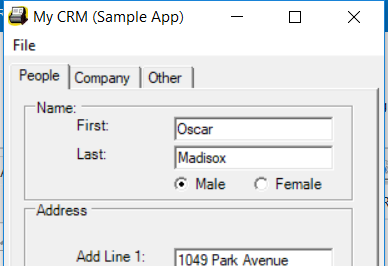 My CRM (Sample App)
File
People Company Other
Name:
First: Oscar
Last: Madisox
Male Female
Address
Add Line 1: 1049 Park Avenue